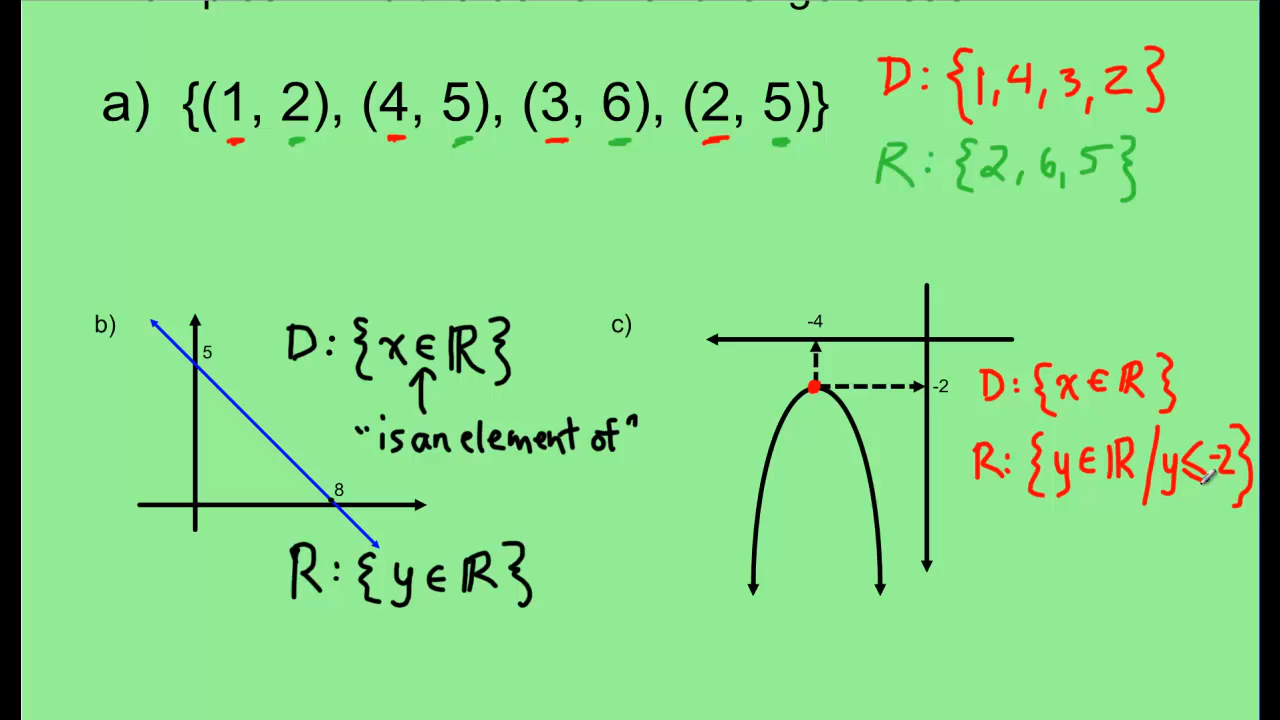 a) {(1, 2), (4, 5), (3, 6), (2, 5)}
D: {1, 4, 3, 2}
R: {2, 6, 5}
b)
5
8
D: {x ∈ ℝ}
"is an element of"
R: {y ∈ ℝ}
c)
-4
-2
D: {x ∈ ℝ}
R: {y ∈ ℝ / y ≤ -2}